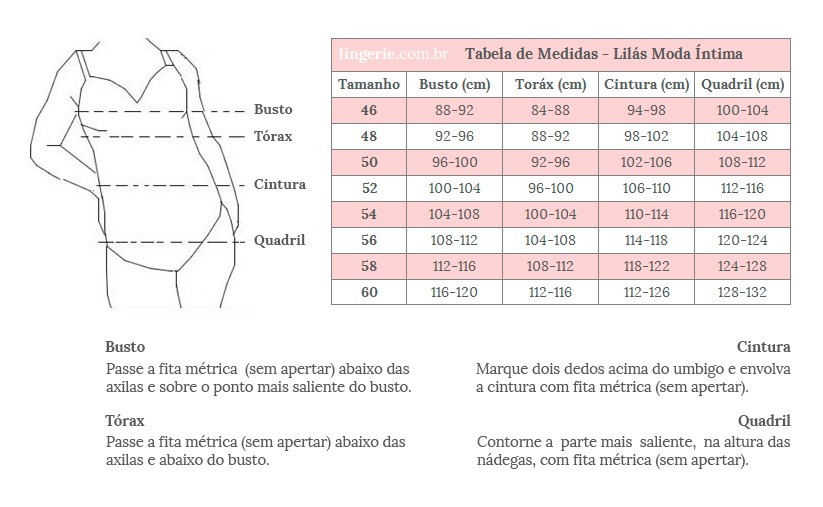 lingerie.com.br Tabela de Medidas - Lilás Moda Íntima
Tamanho Busto (cm) Toráx (cm) Cintura (cm) Quadril (cm)
46 88-92 84-88 94-98 100-104
48 92-96 88-92 98-102 104-108
50 96-100 92-96 102-106 108-112
52 100-104 96-100 106-110 112-116
54 104-108 100-104 110-114 116-120
56 108-112 104-108 114-118 120-124
58 112-116 108-112 118-122 124-128
60 116-120 112-116 112-126 128-132
Busto
Tórax
Cintura
Quadril
Busto
Passe a fita métrica (sem apertar) abaixo das
axilas e sobre o ponto mais saliente do busto.
Tórax
Passe a fita métrica (sem apertar) abaixo das
axilas e abaixo do busto.
Cintura
Marque dois dedos acima do umbigo e envolva
a cintura com fita métrica (sem apertar).
Quadril
Contorne a parte mais saliente, na altura das
nádegas, com fita métrica (sem apertar).